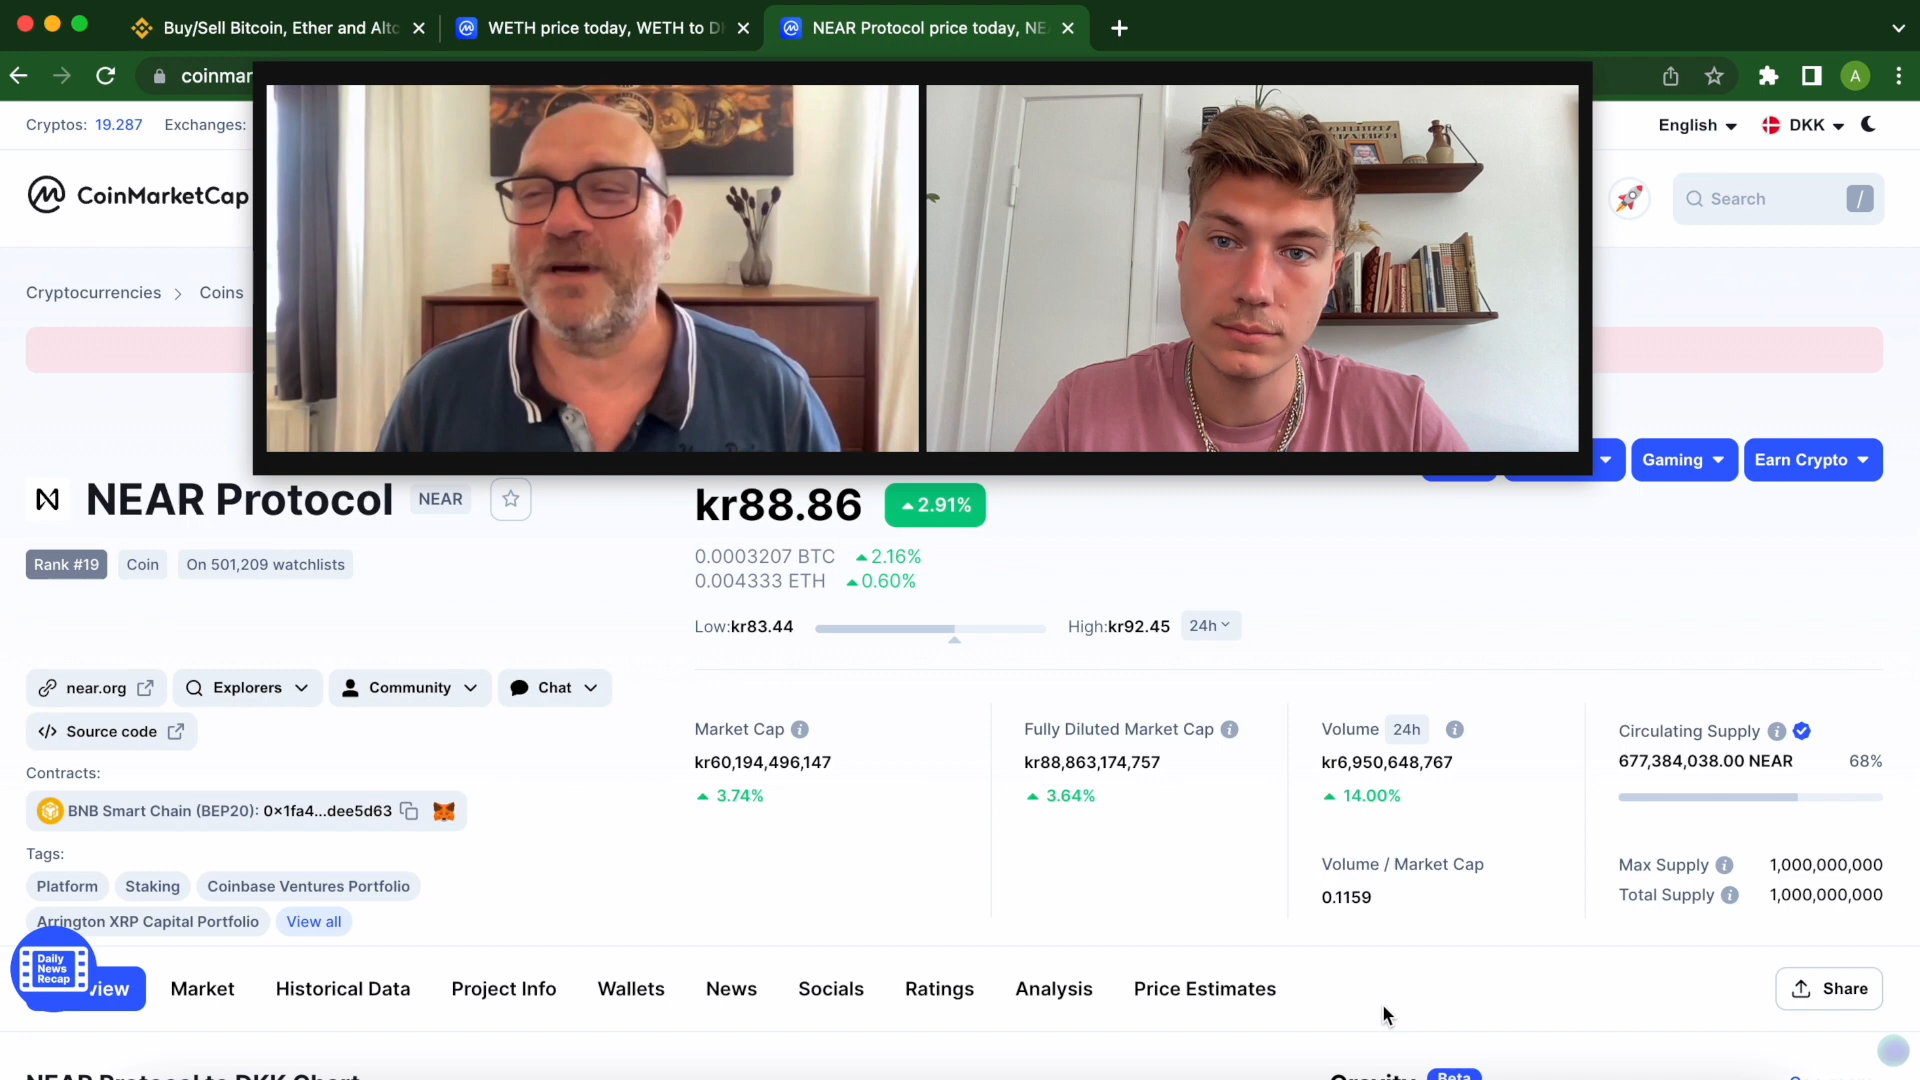 Buy/Sell Bitcoin, Ether and Altc
WETH price today, WETH to D
NEAR Protocol price today, NE
coinmar
A
Cryptos: 19.287 Exchanges:
English DKK
CoinMarketCap
Search /
Cryptocurrencies > Coins
Gaming
Earn Crypto
NEAR Protocol NEAR
Rank #19 Coin On 501,209 watchlists
kr88.86 2.91%
0.0003207 BTC 2.16%
0.004333 ETH 0.60%
Low:kr83.44 High:kr92.45 24h
near.org Explorers Community Chat
Source code
Contracts:
BNB Smart Chain (BEP20): 0x1fa4...dee5d63
Tags:
Platform Staking Coinbase Ventures Portfolio
Arrington XRP Capital Portfolio View all
Market Cap
kr60,194,496,147
3.74%
Fully Diluted Market Cap
kr88,863,174,757
3.64%
Volume 24h
kr6,950,648,767
14.00%
Volume / Market Cap
0.1159
Circulating Supply
677,384,038.00 NEAR 68%
Max Supply 1,000,000,000
Total Supply 1,000,000,000
Daily
News
Recap
view Market Historical Data Project Info Wallets News Socials Ratings Analysis Price Estimates
Share
NEAR Protocol to DKK Chart
Gravity Beta